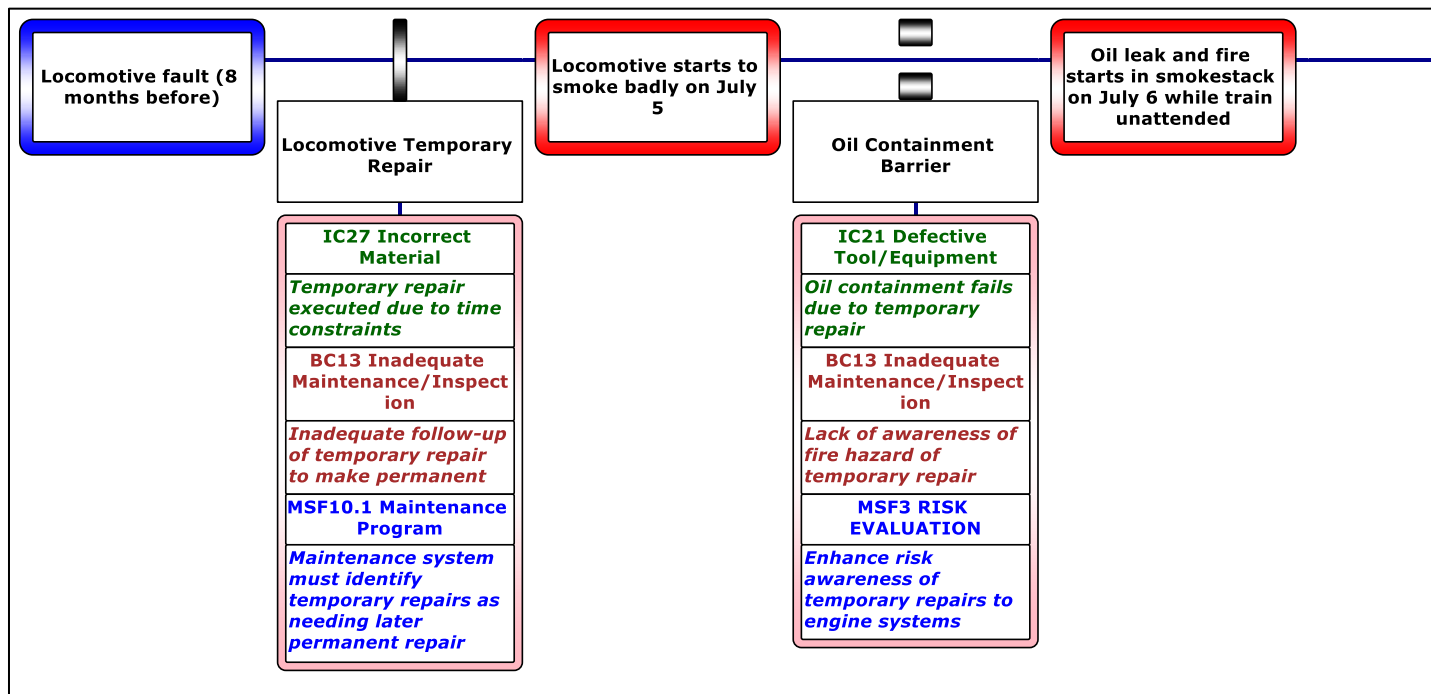 Locomotive fault (8
months before)
Locomotive Temporary
Repair
IC27 Incorrect
Material
Temporary repair
executed due to time
constraints
BC13 Inadequate
Maintenance/Inspect
ion
Inadequate follow-up
of temporary repair
to make permanent
MSF10.1 Maintenance
Program
Maintenance system
must identify
temporary repairs as
needing later
permanent repair
Locomotive starts to
smoke badly on July
5
Oil Containment
Barrier
IC21 Defective
Tool/Equipment
Oil containment fails
due to temporary
repair
BC13 Inadequate
Maintenance/Inspect
ion
Lack of awareness of
fire hazard of
temporary repair
MSF3 RISK
EVALUATION
Enhance risk
awareness of
temporary repairs to
engine systems
Oil leak and fire
starts in smokestack
on July 6 while train
unattended